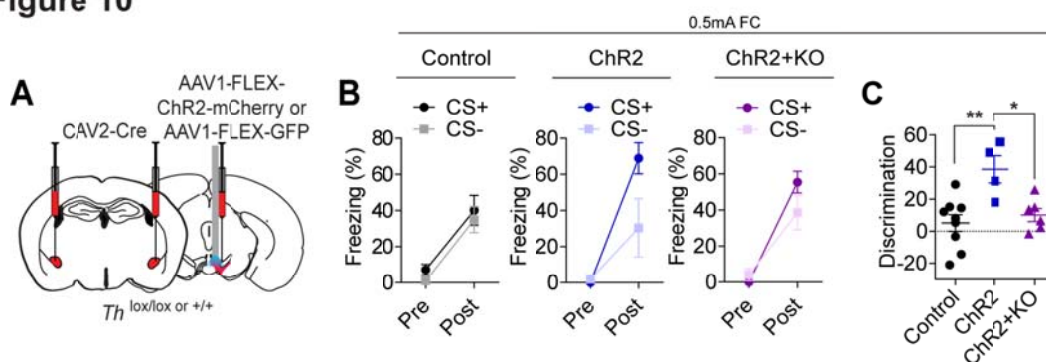 Figure 10
0.5mA FC
A
AAV1-FLEX-
ChR2-mCherry or
AAV1-FLEX-GFP
CAV2-Cre
Th lox/lox or +/+
B
Control
CS+
CS-
Freezing (%)
80
60
40
20
0
Pre
Post
ChR2
CS+
CS-
Freezing (%)
80
60
40
20
0
Pre
Post
ChR2+KO
CS+
CS-
Freezing (%)
80
60
40
20
0
Pre
Post
C
**
*
Discrimination
60
40
20
0
-20
Control
ChR2
ChR2+KO